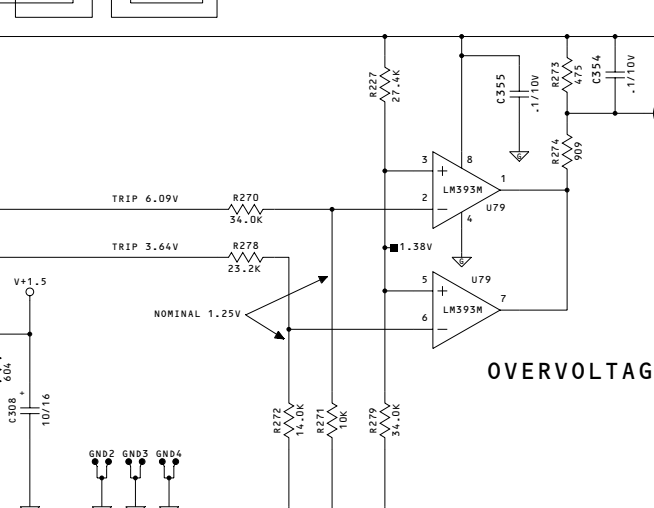 R227
27.4K
C355
.1/10V
R273
475
C354
.1/10V
R274
909
3
8
+
1
LM393M
2
−
U79
4
TRIP 6.09V
R270
34.0K
TRIP 3.64V
R278
23.2K
1.38V
G
G
V+1.5
NOMINAL 1.25V
5
U79
+
7
LM393M
6
−
OVERVOLTAG
604
C308
+
10/16
R272
14.0K
R271
10K
R279
34.0K
GND2 GND3 GND4